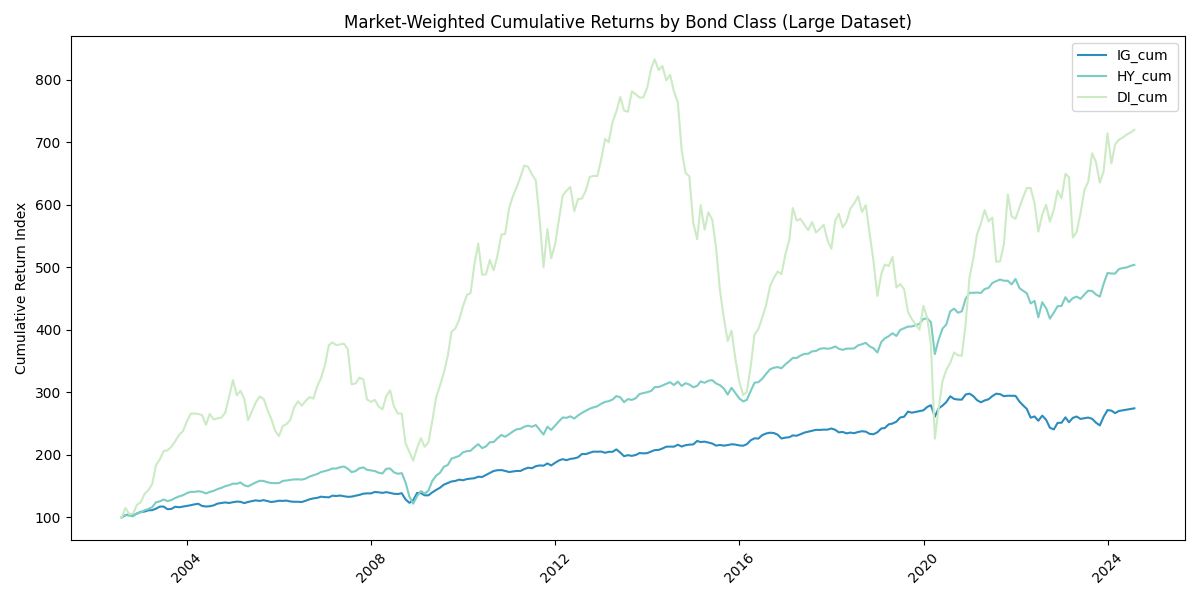 Market-Weighted Cumulative Returns by Bond Class (Large Dataset)
IG_cum
HY_cum
DI_cum
Cumulative Return Index
800
700
600
500
400
300
200
100
2004
2008
2012
2016
2020
2024